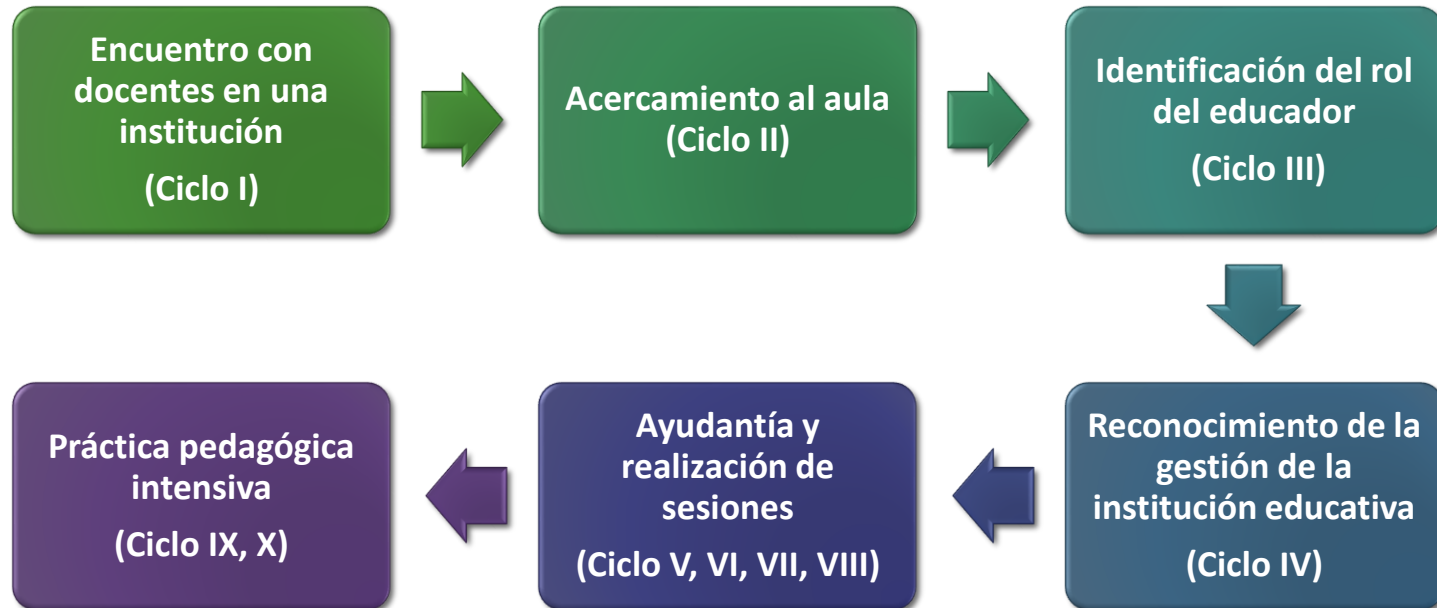 Encuentro con
docentes en una
institución
(Ciclo I)
Acercamiento al aula
(Ciclo II)
Identificación del rol
del educador
(Ciclo III)
Reconocimiento de la
gestión de la
institución educativa
(Ciclo IV)
Ayudantía y
realización de
sesiones
(Ciclo V, VI, VII, VIII)
Práctica pedagógica
intensiva
(Ciclo IX, X)